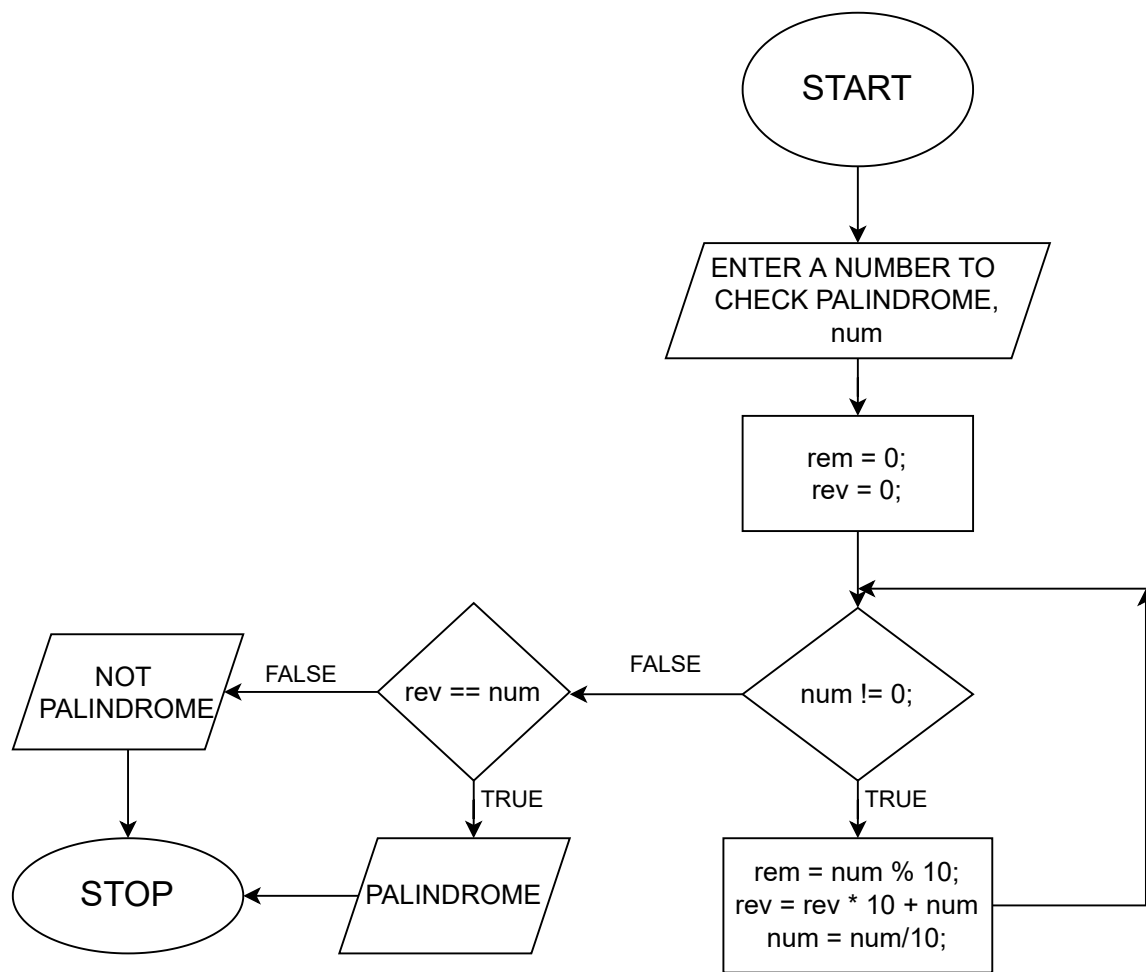 START
ENTER A NUMBER TO
CHECK PALINDROME,
num
rem = 0;
rev = 0;
num != 0;
FALSE
rev == num
FALSE
NOT
PALINDROME
TRUE
TRUE
rem = num % 10;
rev = rev * 10 + num
num = num/10;
PALINDROME
STOP